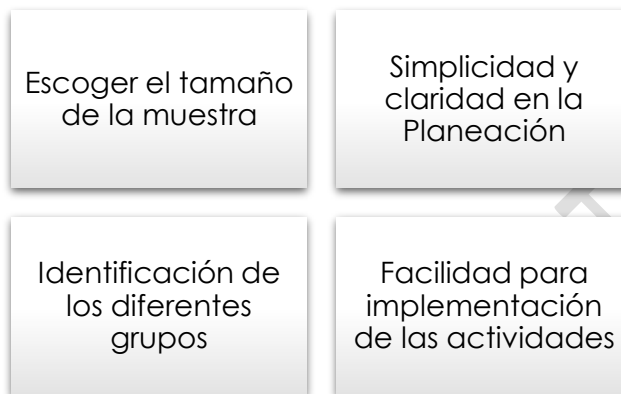 Escoger el tamaño
de la muestra
Simplicidad y
claridad en la
Planeación
Identificación de
los diferentes
grupos
Facilidad para
implementación
de las actividades